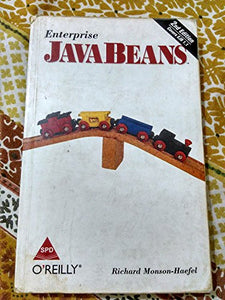 Enterprise
JAVABEANS
2nd Edition
SPD
O'REILLY®
Richard Monson-Haefel